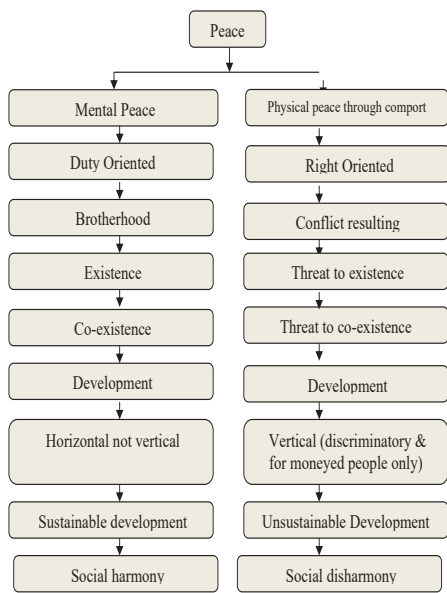 Peace
Mental Peace
Duty Oriented
Brotherhood
Existence
Co-existence
Development
Horizontal not vertical
Sustainable development
Social harmony
Physical peace through comport
Right Oriented
Conflict resulting
Threat to existence
Threat to co-existence
Development
Vertical (discriminatory &
for moneyed people only)
Unsustainable Development
Social disharmony